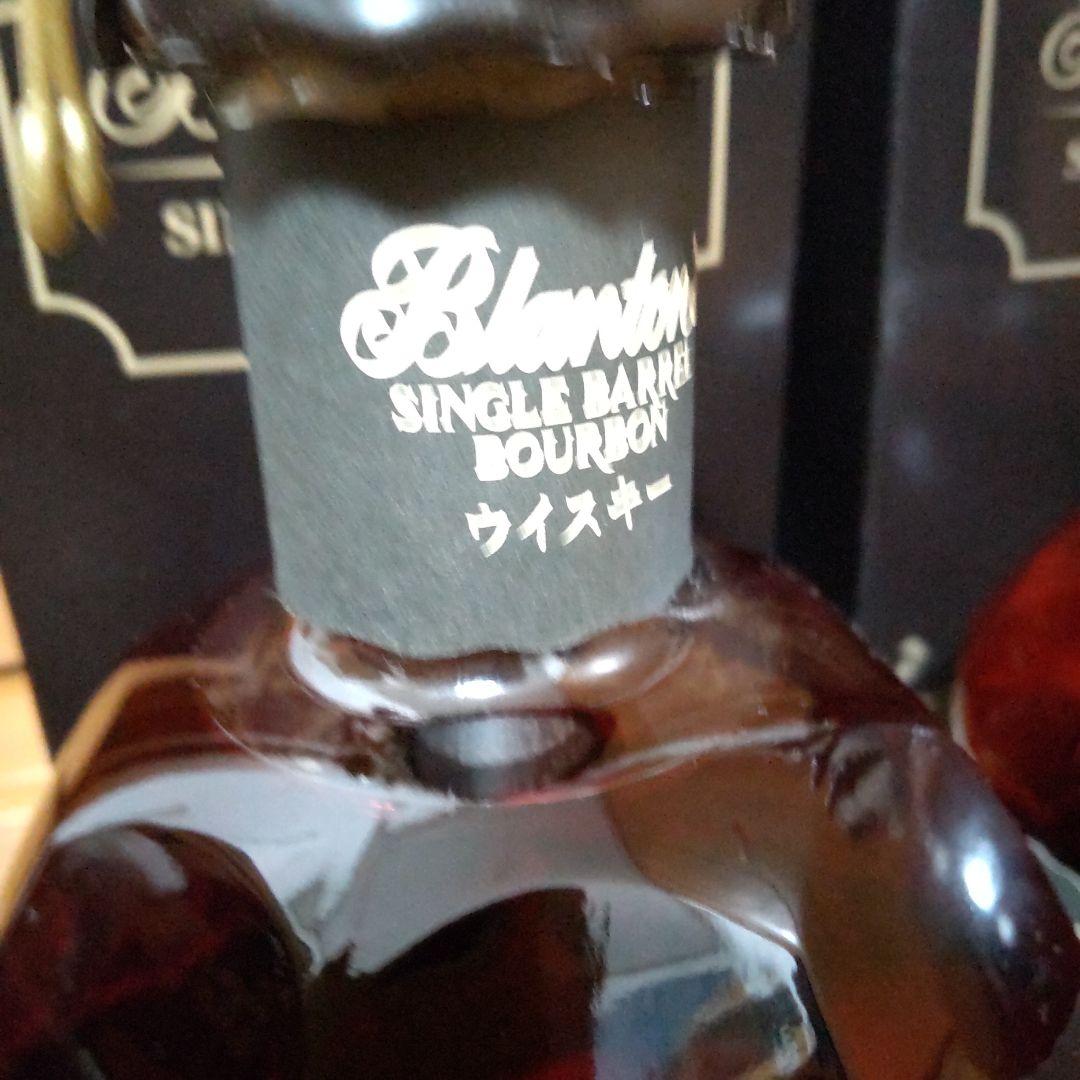 Blanton
SINGLE BARREL
BOURBON
ウイスキー